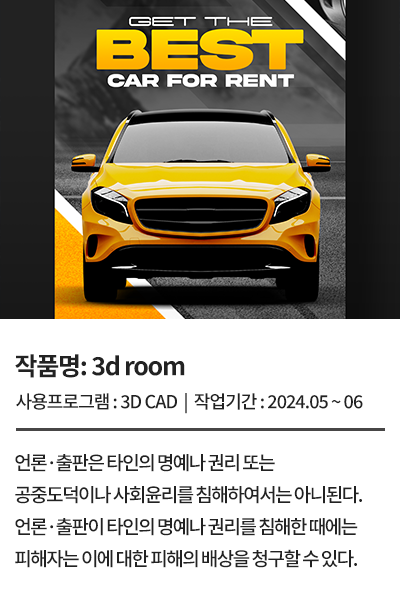 GET THE
BEST
CAR FOR RENT
작품명: 3d room
사용프로그램 : 3D CAD | 작업기간 : 2024.05 ~ 06
언론·출판은 타인의 명예나 권리 또는
공중도덕이나 사회윤리를 침해하여서는 아니된다.
언론·출판이 타인의 명예나 권리를 침해한 때에는
피해자는 이에 대한 피해의 배상을 청구할 수 있다.